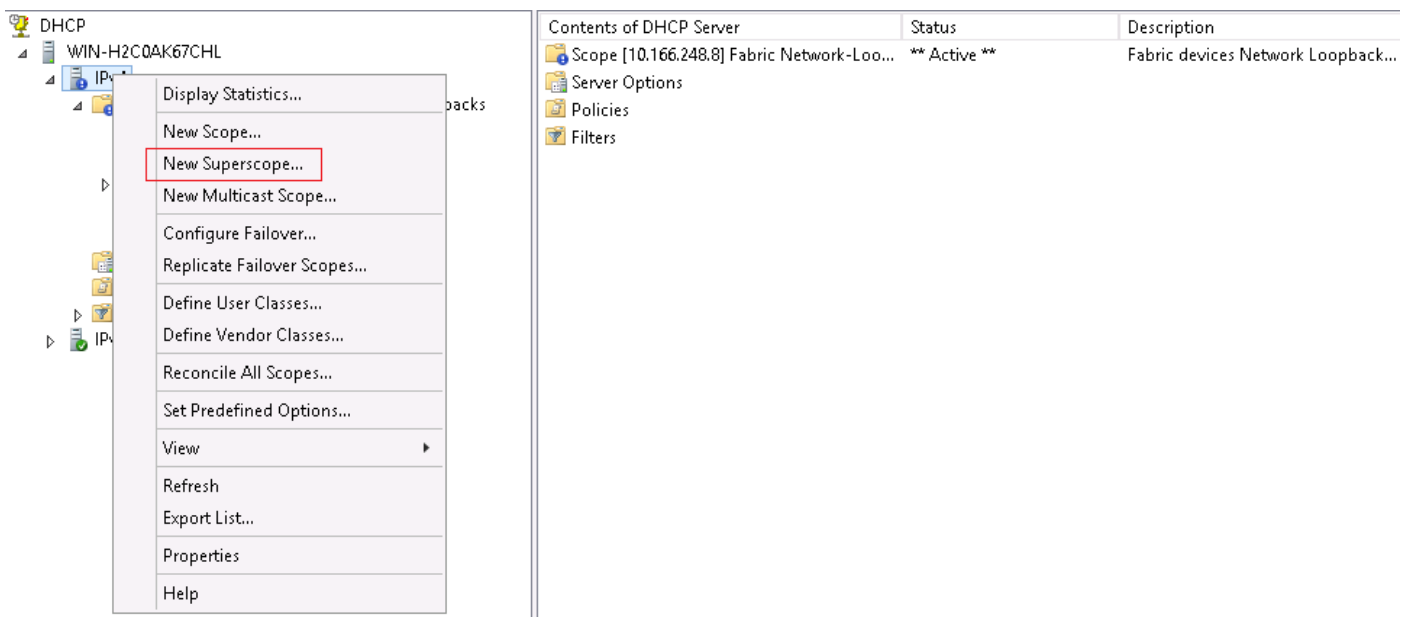 DHCP
WIN-H2C0AK67CHL
IPv4
Display Statistics...
New Scope...
New Superscope...
New Multicast Scope...
Configure Failover...
Replicate Failover Scopes...
Define User Classes...
Define Vendor Classes...
Reconcile All Scopes...
Set Predefined Options...
View
Refresh
Export List...
Properties
Help
Contents of DHCP Server Status Description
Scope [10.166.248.8] Fabric Network-Loo... ** Active ** Fabric devices Network Loopback...
Server Options
Policies
Filters